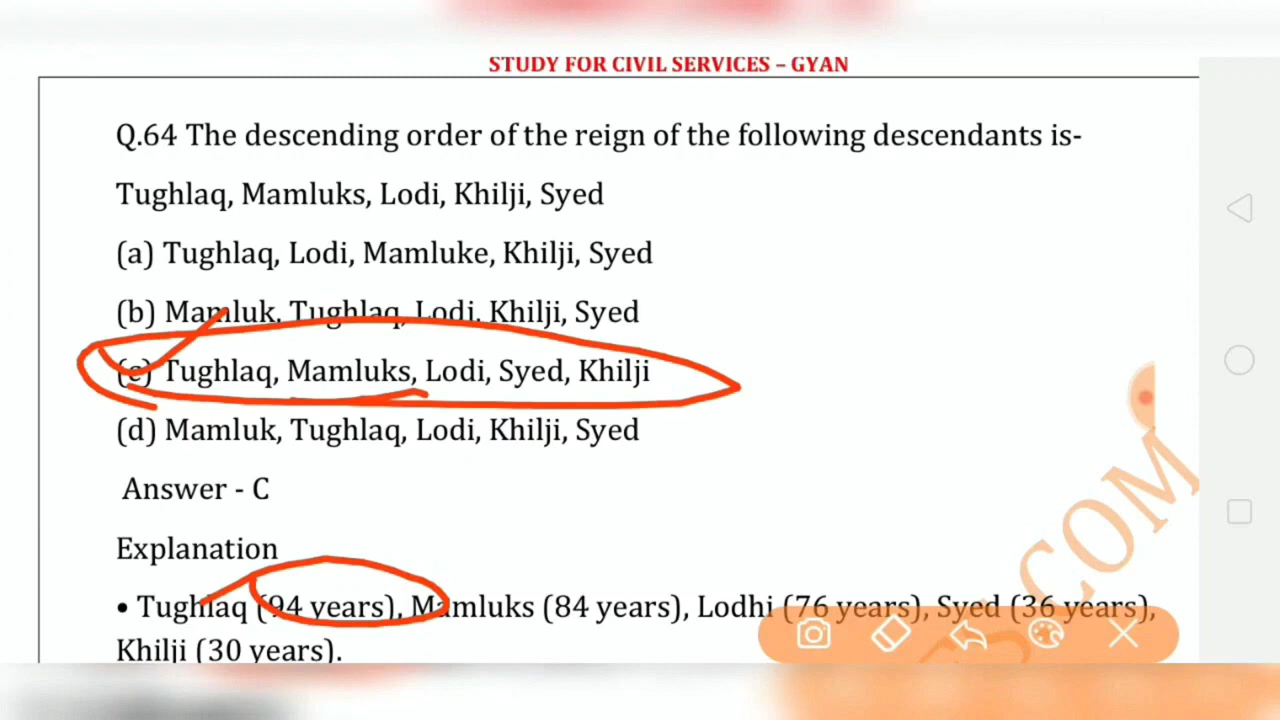 STUDY FOR CIVIL SERVICES – GYAN
Q.64 The descending order of the reign of the following descendants is-
Tughlaq, Mamluks, Lodi, Khilji, Syed
(a) Tughlaq, Lodi, Mamluke, Khilji, Syed
(b) Mamluk, Tughlaq, Lodi, Khilji, Syed
(c) Tughlaq, Mamluks, Lodi, Syed, Khilji
(d) Mamluk, Tughlaq, Lodi, Khilji, Syed
Answer - C
Explanation
• Tughlaq (94 years), Mamluks (84 years), Lodhi (76 years), Syed (36 years),
Khilji (30 years).
.COM